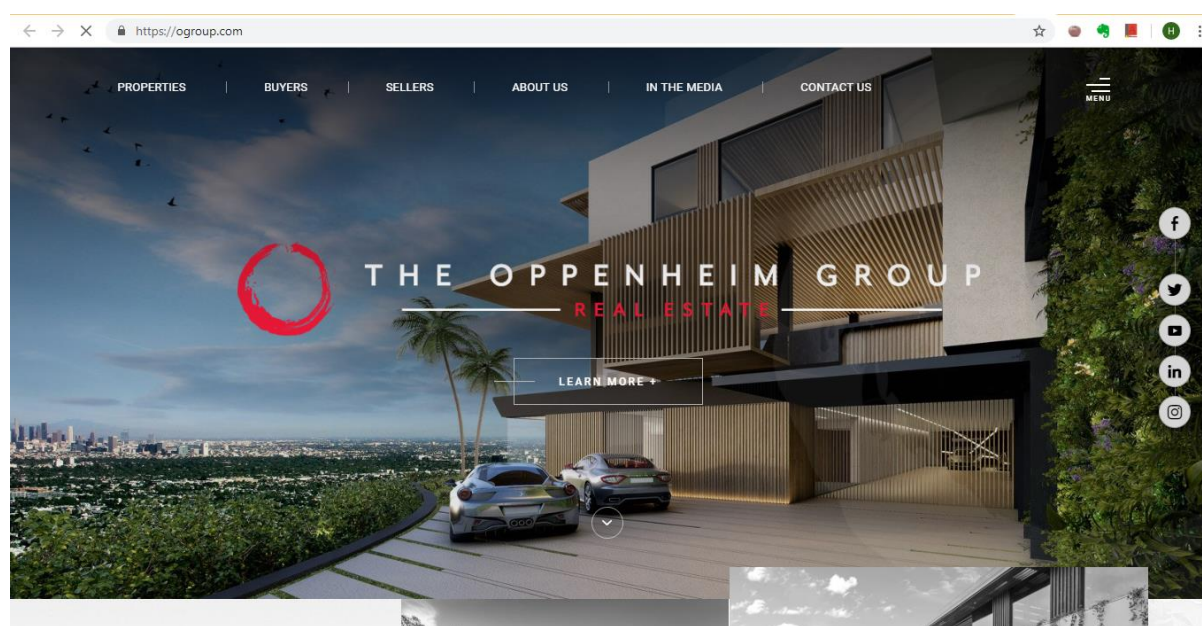 https://ogroup.com
H
PROPERTIES | BUYERS | SELLERS | ABOUT US | IN THE MEDIA | CONTACT US
MENU
THE OPPENHEIM GROUP
REAL ESTATE
LEARN MORE +